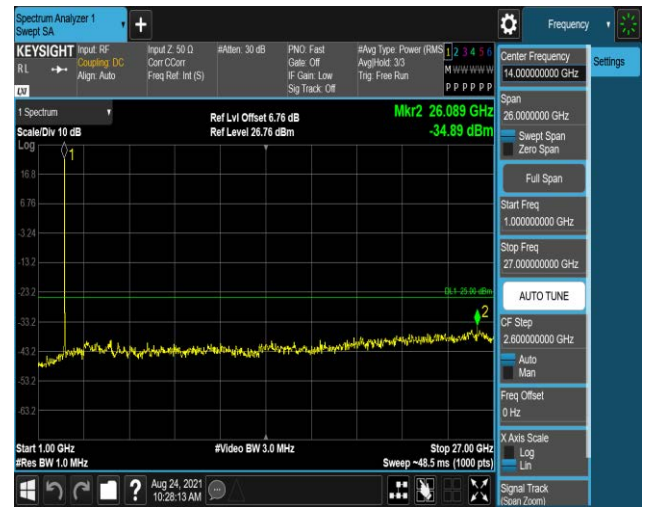 Spectrum Analyzer 1
Swept SA
Frequency
KEYSIGHT
RL
LXI
Input: RF
Coupling: DC
Align: Auto
Input Z: 50 Ω
Corr CCorr
Freq Ref: Int (S)
#Atten: 30 dB
PNO: Fast
Gate: Off
IF Gain: Low
Sig Track: Off
#Avg Type: Power (RMS
Avg|Hold: 3/3
Trig: Free Run
1 2 3 4 5 6
M W W W W W
P P P P P P
1 Spectrum
Scale/Div 10 dB
Log
Ref Lvl Offset 6.76 dB
Ref Level 26.76 dBm
Mkr2 26.089 GHz
-34.89 dBm
1
16.8
6.76
-3.24
-13.2
-23.2
DL1 -25.00 dBm
2
-33.2
-43.2
-53.2
-63.2
Start 1.00 GHz
#Video BW 3.0 MHz
Stop 27.00 GHz
#Res BW 1.0 MHz
Sweep ~48.5 ms (1000 pts)
?
Aug 24, 2021
10:28:13 AM
Center Frequency
14.000000000 GHz
Settings
Span
26.0000000 GHz
Swept Span
Zero Span
Full Span
Start Freq
1.000000000 GHz
Stop Freq
27.000000000 GHz
AUTO TUNE
CF Step
2.600000000 GHz
Auto
Man
Freq Offset
0 Hz
X Axis Scale
Log
Lin
Signal Track
(Span Zoom)